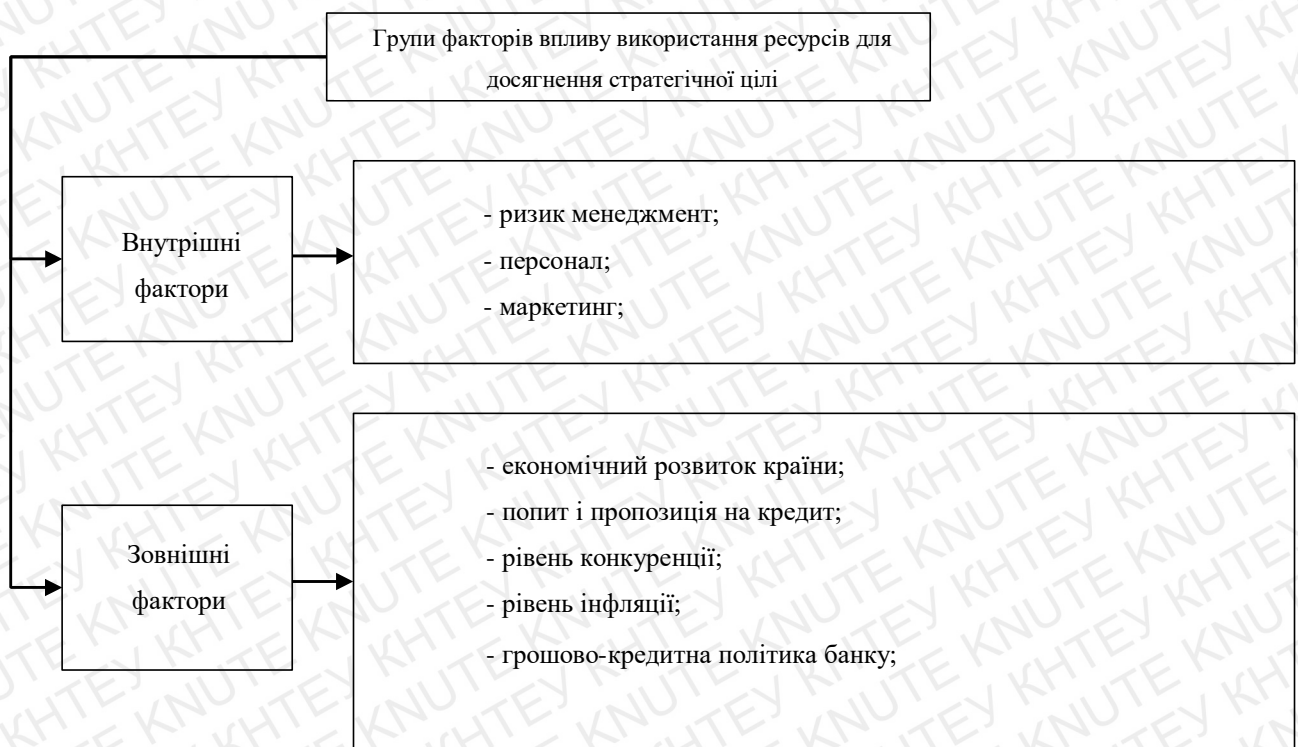 Групи факторів впливу використання ресурсів для
досягнення стратегічної цілі
Внутрішні
фактори
- ризик менеджмент;
- персонал;
- маркетинг;
Зовнішні
фактори
- економічний розвиток країни;
- попит і пропозиція на кредит;
- рівень конкуренції;
- рівень інфляції;
- грошово-кредитна політика банку;